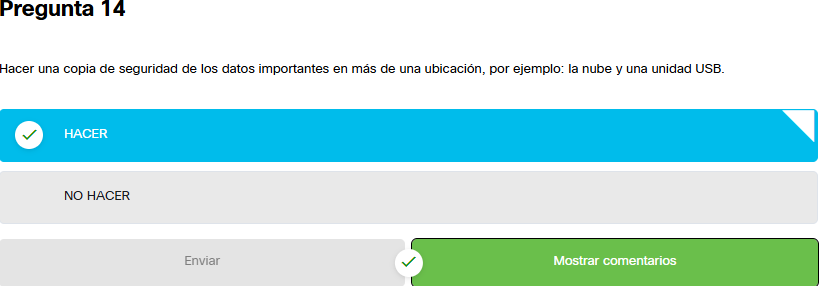 Pregunta 14
Hacer una copia de seguridad de los datos importantes en más de una ubicación, por ejemplo: la nube y una unidad USB.
HACER
NO HACER
Enviar
Mostrar comentarios